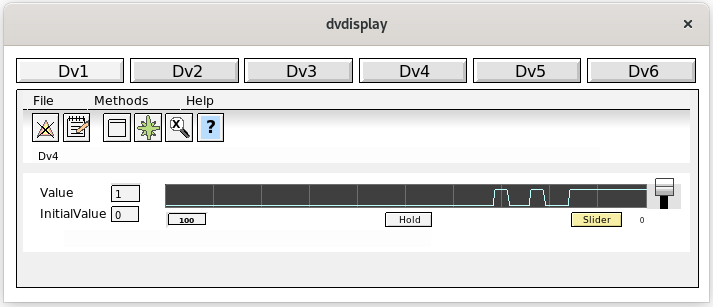 dvdisplay ×
Dv1 Dv2 Dv3 Dv4 Dv5 Dv6
File Methods Help
?
Dv4
Value 1
InitialValue 0
100 Hold Slider 0